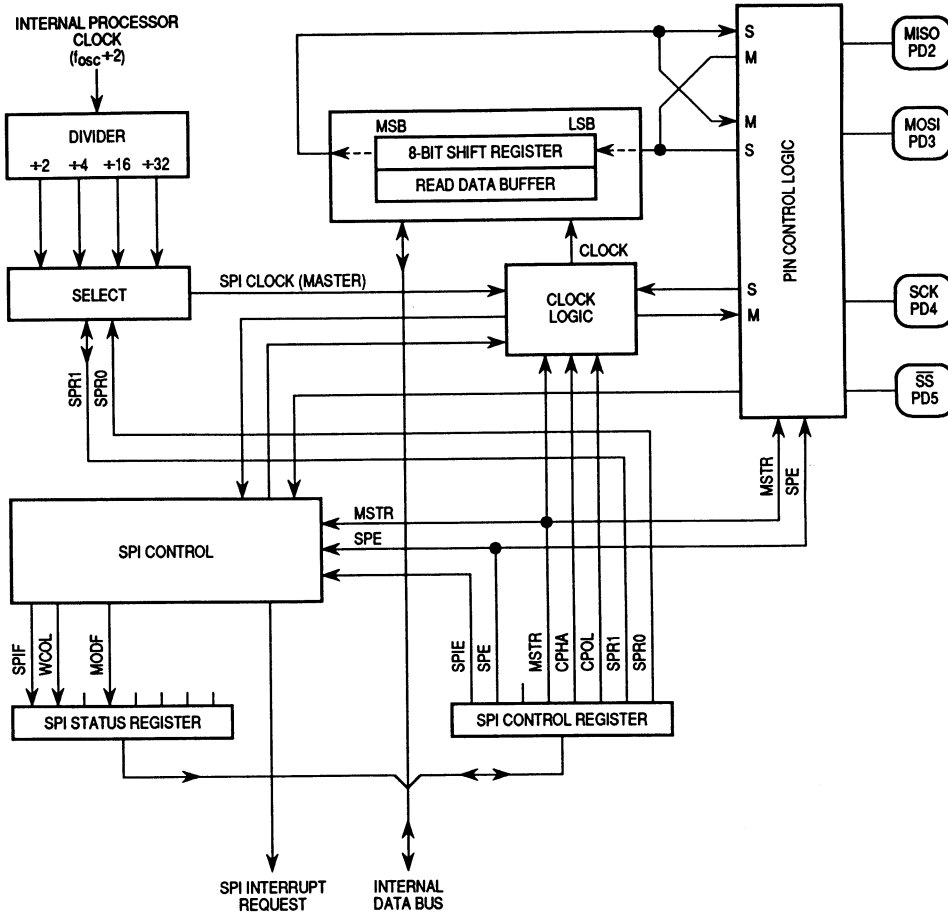 INTERNAL PROCESSOR
CLOCK
(fOSC÷2)
DIVIDER
÷2 ÷4 ÷16 ÷32
SELECT
SPI CLOCK (MASTER)
SPR1
SPR0
MSB
LSB
8-BIT SHIFT REGISTER
READ DATA BUFFER
CLOCK
CLOCK
LOGIC
S
M
M
S
S
M
PIN CONTROL LOGIC
MISO
PD2
MOSI
PD3
SCK
PD4
SS
PD5
MSTR
SPE
SPI CONTROL
MSTR
SPE
SPIF
WCOL
MODF
SPI STATUS REGISTER
SPIE
SPE
MSTR
CPHA
CPOL
SPR1
SPR0
SPI CONTROL REGISTER
SPI INTERRUPT
REQUEST
INTERNAL
DATA BUS